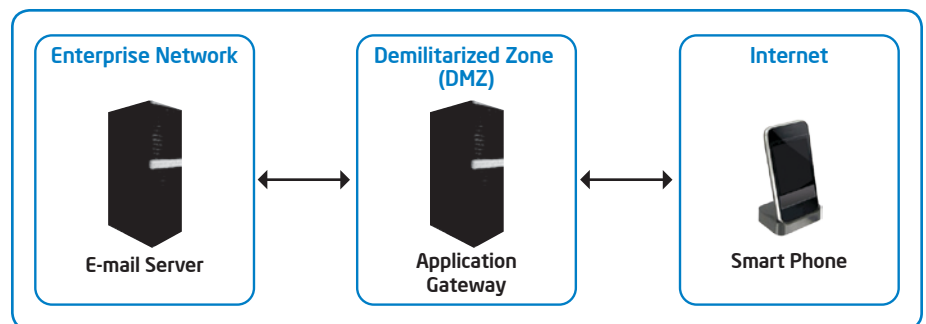 Enterprise Network
E-mail Server
Demilitarized Zone
(DMZ)
Application
Gateway
Internet
Smart Phone